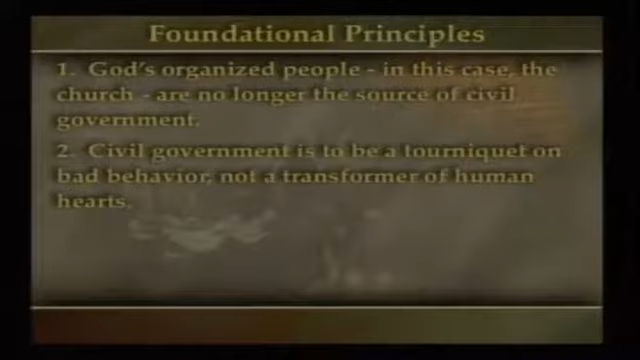 Foundational Principles
1. God's organized people - in this case, the
church - are no longer the source of civil
government.
2. Civil government is to be a tourniquet on
bad behavior, not a transformer of human
hearts.